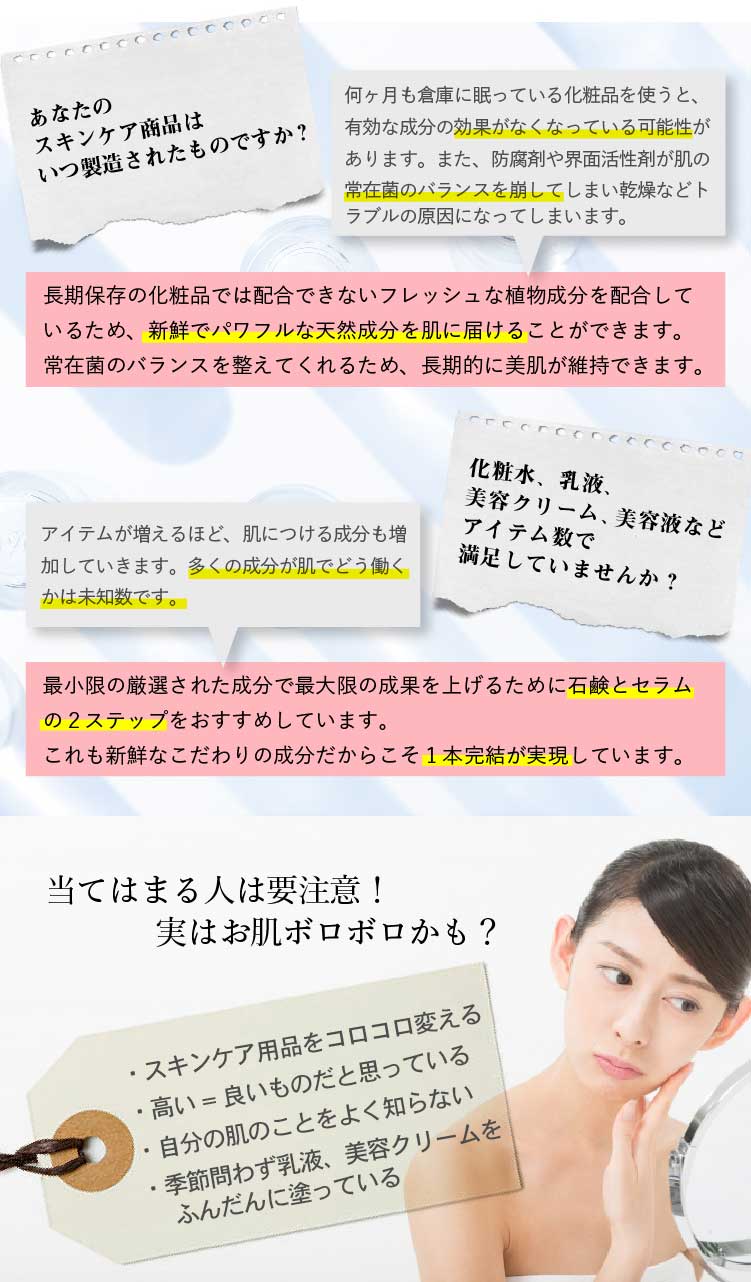 あなたの
スキンケア商品は
いつ製造されたものですか？
何ヶ月も倉庫に眠っている化粧品を使うと、
有効な成分の効果がなくなっている可能性が
あります。また、防腐剤や界面活性剤が肌の
常在菌のバランスを崩してしまい乾燥などト
ラブルの原因になってしまいます。
長期保存の化粧品では配合できないフレッシュな植物成分を配合して
いるため、新鮮でパワフルな天然成分を肌に届けることができます。
常在菌のバランスを整えてくれるため、長期的に美肌が維持できます。
化粧水、乳液、
美容クリーム、美容液など
アイテム数で
満足していませんか？
アイテムが増えるほど、肌につける成分も増
加していきます。多くの成分が肌でどう働く
かは未知数です。
最小限の厳選された成分で最大限の成果を上げるために石鹸とセラム
の２ステップをおすすめしています。
これも新鮮なこだわりの成分だからこそ１本完結が実現しています。
当てはまる人は要注意！
実はお肌ボロボロかも？
・スキンケア用品をコロコロ変える
・高い＝良いものだと思っている
・自分の肌のことをよく知らない
・季節問わず乳液、美容クリームを
ふんだんに塗っている